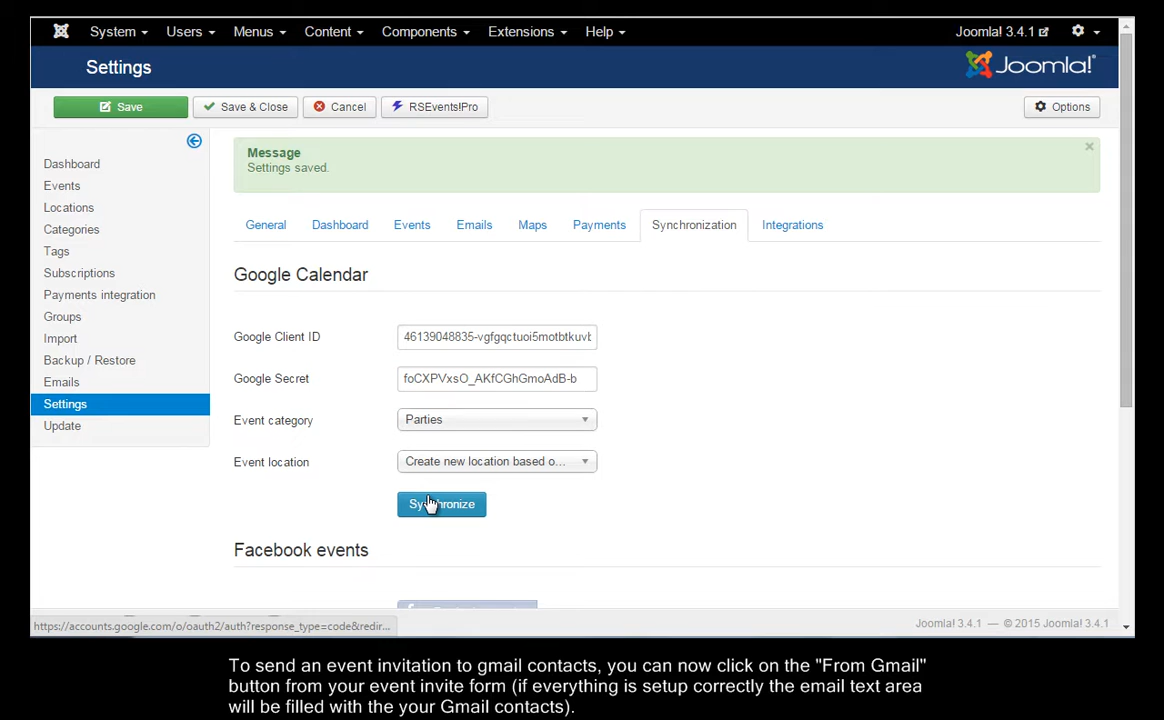 System Users Menus Content Components Extensions Help Joomla! 3.4.1
Settings Joomla!
Save Save & Close Cancel RSEvents!Pro Options
Dashboard
Events
Locations
Categories
Tags
Subscriptions
Payments integration
Groups
Import
Backup / Restore
Emails
Settings
Update
Message ×
Settings saved.
General Dashboard Events Emails Maps Payments Synchronization Integrations
Google Calendar
Google Client ID 46139048835-vgfgqctuoi5motbtkuvb
Google Secret foCXPVxsO_AKfCGhGmoAdB-b
Event category Parties
Event location Create new location based o...
Synchronize
Facebook events
https://accounts.google.com/o/oauth2/auth?response_type=code&redir... Joomla! 3.4.1 — © 2015 Joomla! 3.4.1
To send an event invitation to gmail contacts, you can now click on the "From Gmail"
button from your event invite form (if everything is setup correctly the email text area
will be filled with the your Gmail contacts).